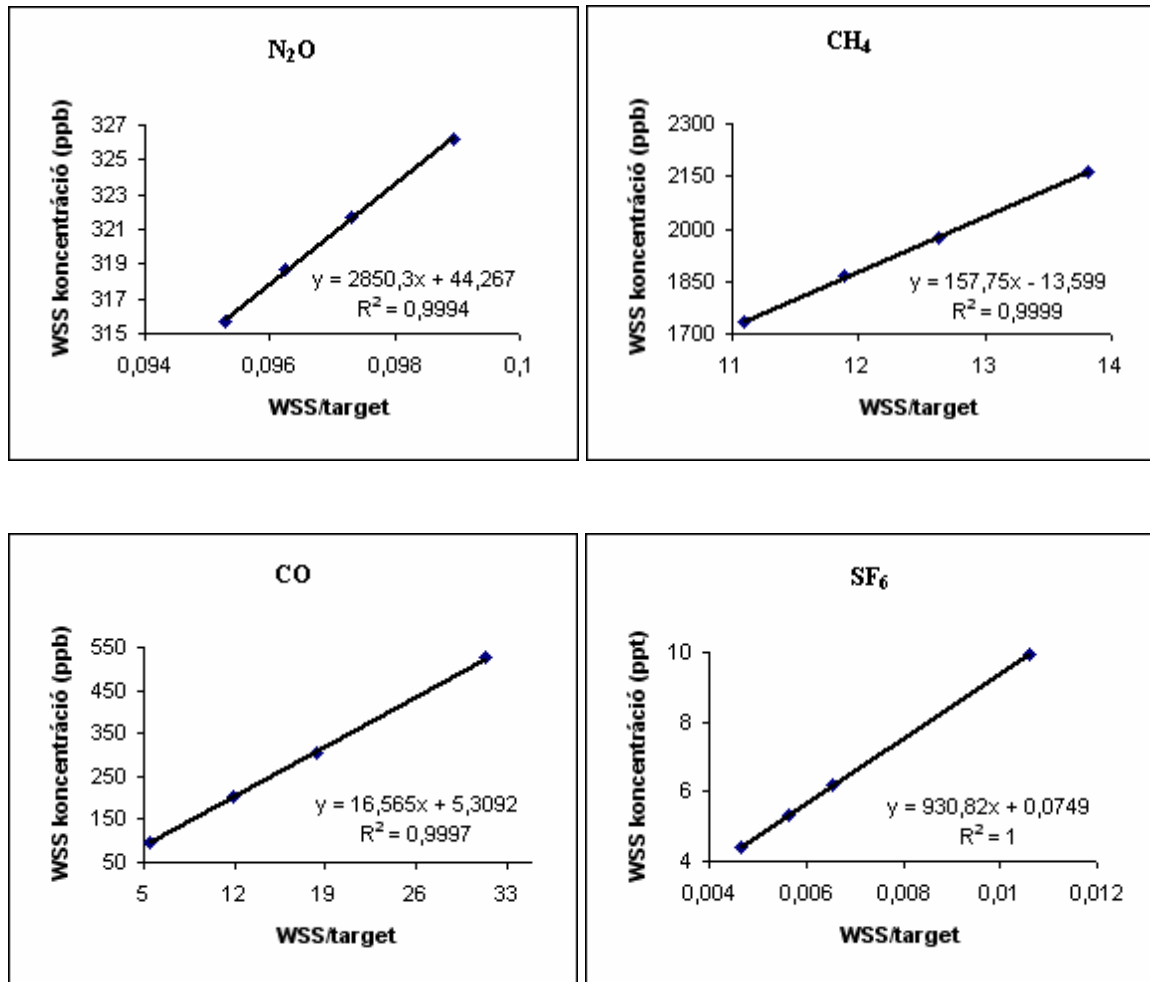 N₂O
WSS koncentráció (ppb)
327
325
323
321
319
317
315
y = 2850,3x + 44,267
R² = 0,9994
0,094 0,096 0,098 0,1
WSS/target
CH₄
WSS koncentráció (ppb)
2300
2150
2000
1850
1700
y = 157,75x - 13,599
R² = 0,9999
11 12 13 14
WSS/target
CO
WSS koncentráció (ppb)
550
450
350
250
150
50
y = 16,565x + 5,3092
R² = 0,9997
5 12 19 26 33
WSS/target
SF₆
WSS koncentráció (ppt)
10
8
6
4
y = 930,82x + 0,0749
R² = 1
0,004 0,006 0,008 0,01 0,012
WSS/target